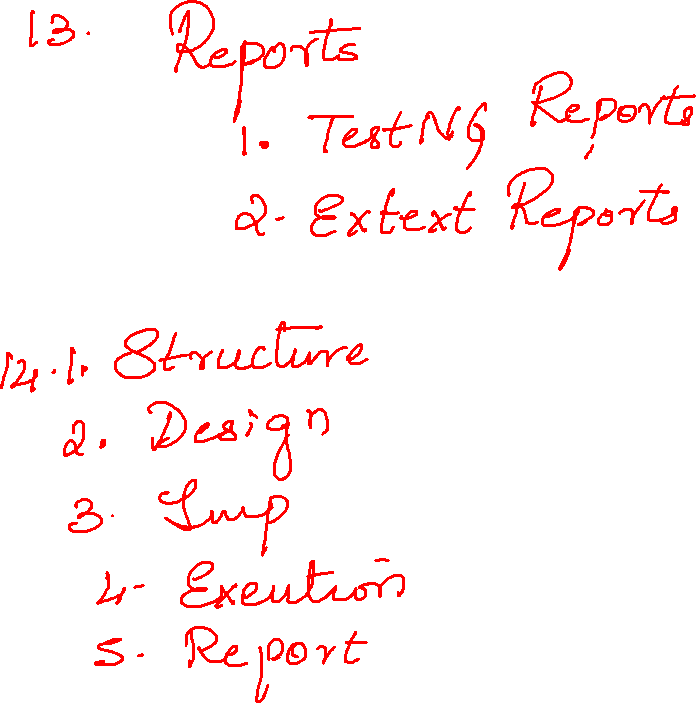 13. Reports
1. TestNG Reports
2. Extext Reports
14.1. Structure
2. Design
3. Imp
4- Exeution
5. Report